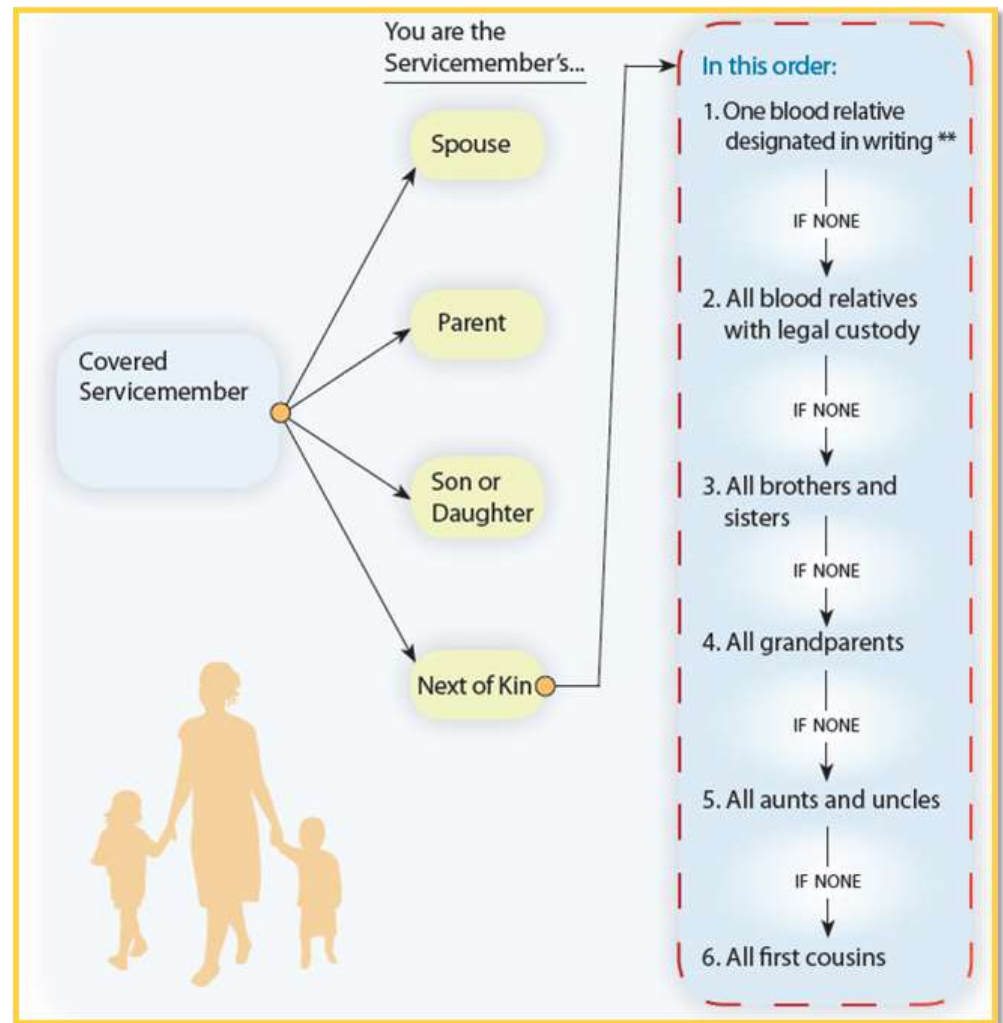 You are the
Servicemember's...
Spouse
Parent
Covered
Servicemember
Son or
Daughter
Next of Kin
In this order:
1. One blood relative
designated in writing **
IF NONE
2. All blood relatives
with legal custody
IF NONE
3. All brothers and
sisters
IF NONE
4. All grandparents
IF NONE
5. All aunts and uncles
IF NONE
6. All first cousins